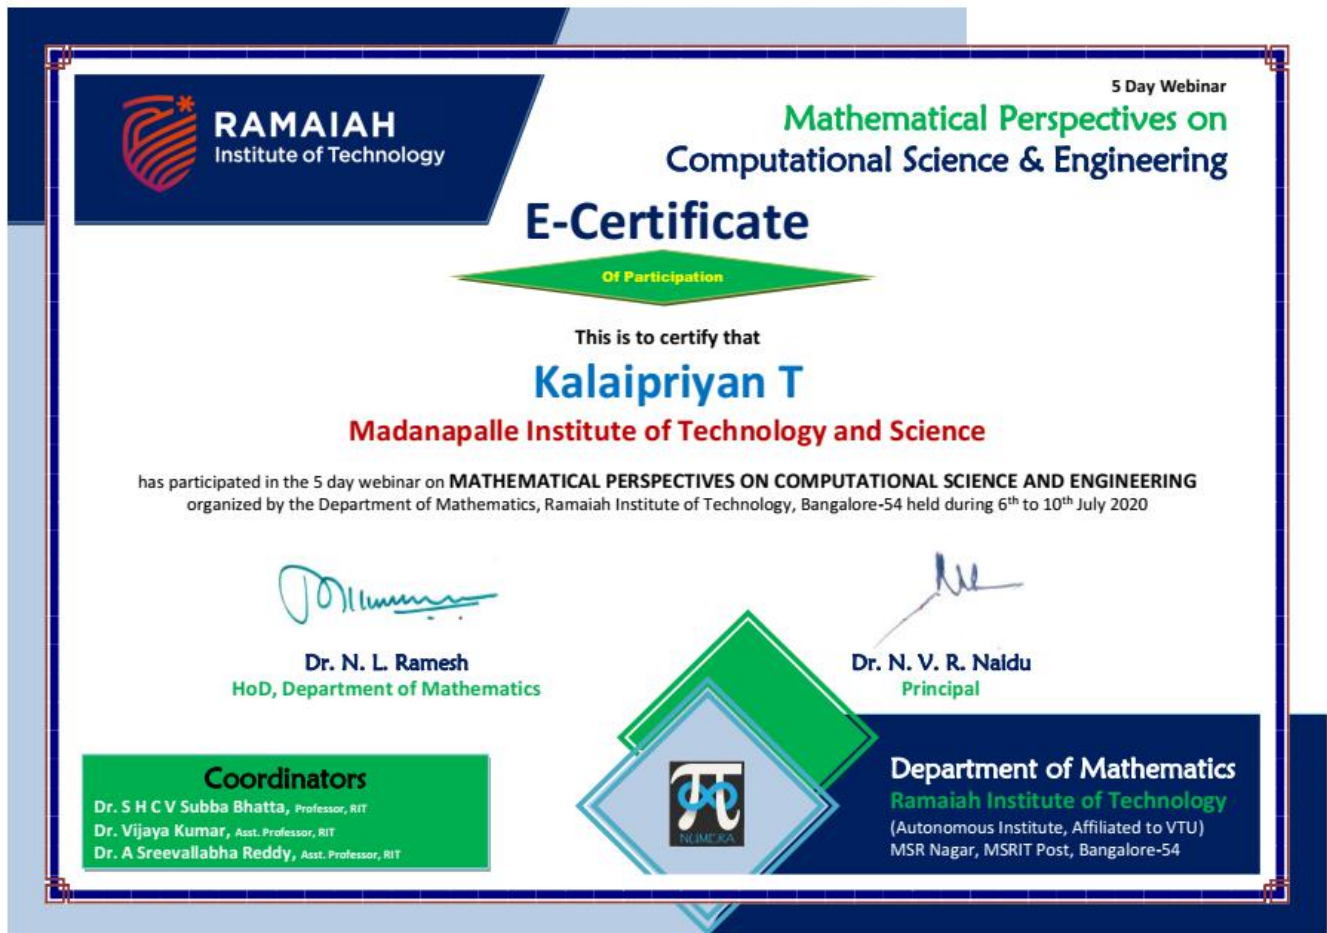 RAMAIAH
Institute of Technology
5 Day Webinar
Mathematical Perspectives on
Computational Science & Engineering
E-Certificate
Of Participation
This is to certify that
Kalaipriyan T
Madanapalle Institute of Technology and Science
has participated in the 5 day webinar on MATHEMATICAL PERSPECTIVES ON COMPUTATIONAL SCIENCE AND ENGINEERING
organized by the Department of Mathematics, Ramaiah Institute of Technology, Bangalore-54 held during 6th to 10th July 2020
Dr. N. L. Ramesh
HoD, Department of Mathematics
Dr. N. V. R. Naidu
Principal
Coordinators
Dr. S H C V Subba Bhatta, Professor, RIT
Dr. Vijaya Kumar, Asst. Professor, RIT
Dr. A Sreevallabha Reddy, Asst. Professor, RIT
π
NUMERA
Department of Mathematics
Ramaiah Institute of Technology
(Autonomous Institute, Affiliated to VTU)
MSR Nagar, MSRIT Post, Bangalore-54